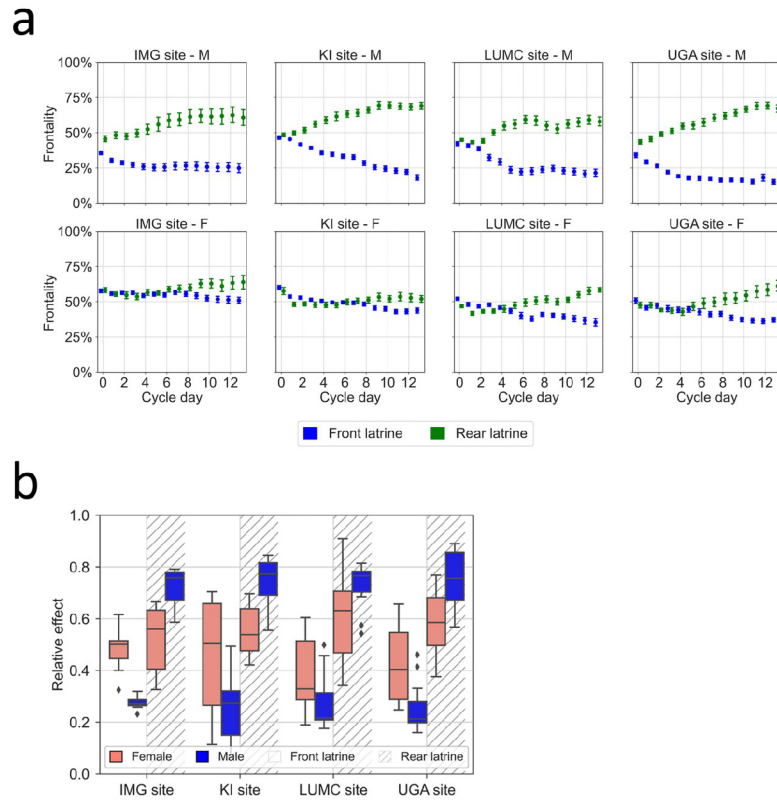 a
IMG site - M
KI site - M
LUMC site - M
UGA site - M
100%
75%
50%
25%
0%
Frontality
IMG site - F
KI site - F
LUMC site - F
UGA site - F
100%
75%
50%
25%
0%
Frontality
0 2 4 6 8 10 12
0 2 4 6 8 10 12
0 2 4 6 8 10 12
0 2 4 6 8 10 12
Cycle day
Cycle day
Cycle day
Cycle day
Front latrine
Rear latrine
b
1.0
0.8
0.6
0.4
0.2
0.0
Relative effect
Female
Male
Front latrine
Rear latrine
IMG site
KI site
LUMC site
UGA site